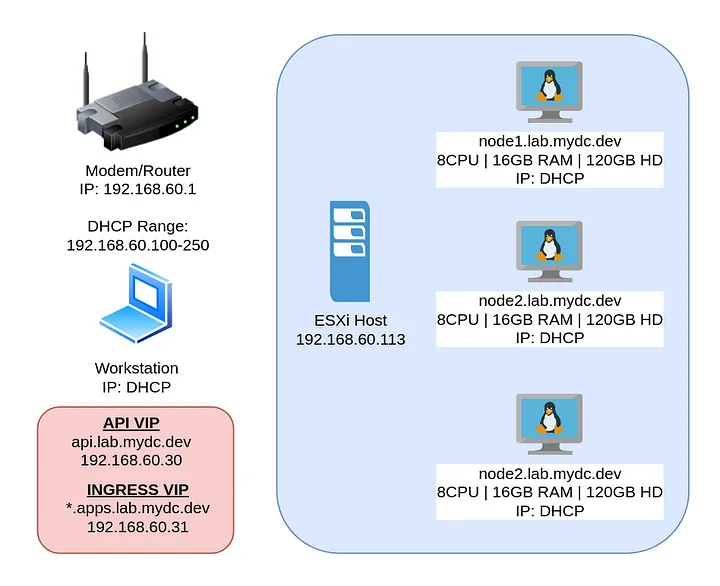 Modem/Router
IP: 192.168.60.1
DHCP Range:
192.168.60.100-250
Workstation
IP: DHCP
API VIP
api.lab.mydc.dev
192.168.60.30
INGRESS VIP
*.apps.lab.mydc.dev
192.168.60.31
ESXi Host
192.168.60.113
node1.lab.mydc.dev
8CPU | 16GB RAM | 120GB HD
IP: DHCP
node2.lab.mydc.dev
8CPU | 16GB RAM | 120GB HD
IP: DHCP
node2.lab.mydc.dev
8CPU | 16GB RAM | 120GB HD
IP: DHCP